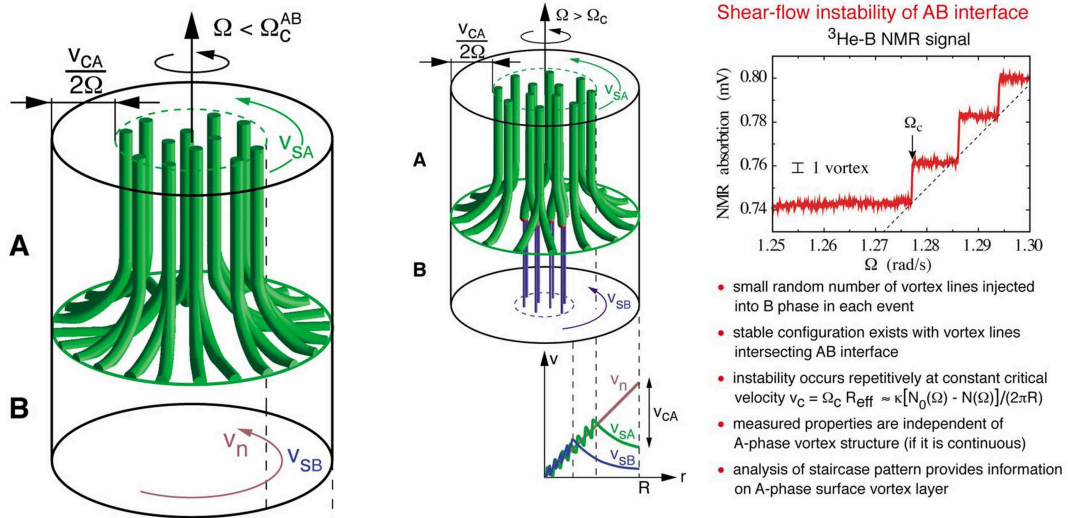 Ω < Ω_c^AB
v_CA
2Ω
v_SA
A
B
v_n
v_SB
Ω > Ω_c
v_CA
2Ω
v_SA
A
B
v_SB
v
v_n
v_CA
v_SA
v_SB
R r
Shear-flow instability of AB interface
³He-B NMR signal
NMR absorption (mV)
0.80
0.78
0.76
0.74
Ω_c
1 vortex
1.25 1.26 1.27 1.28 1.29 1.30
Ω (rad/s)
• small random number of vortex lines injected
into B phase in each event
• stable configuration exists with vortex lines
intersecting AB interface
• instability occurs repetitively at constant critical
velocity v_c = Ω_c R_eff ≈ κ[N_0(Ω) - N(Ω)]/(2πR)
• measured properties are independent of
A-phase vortex structure (if it is continuous)
• analysis of staircase pattern provides information
on A-phase surface vortex layer